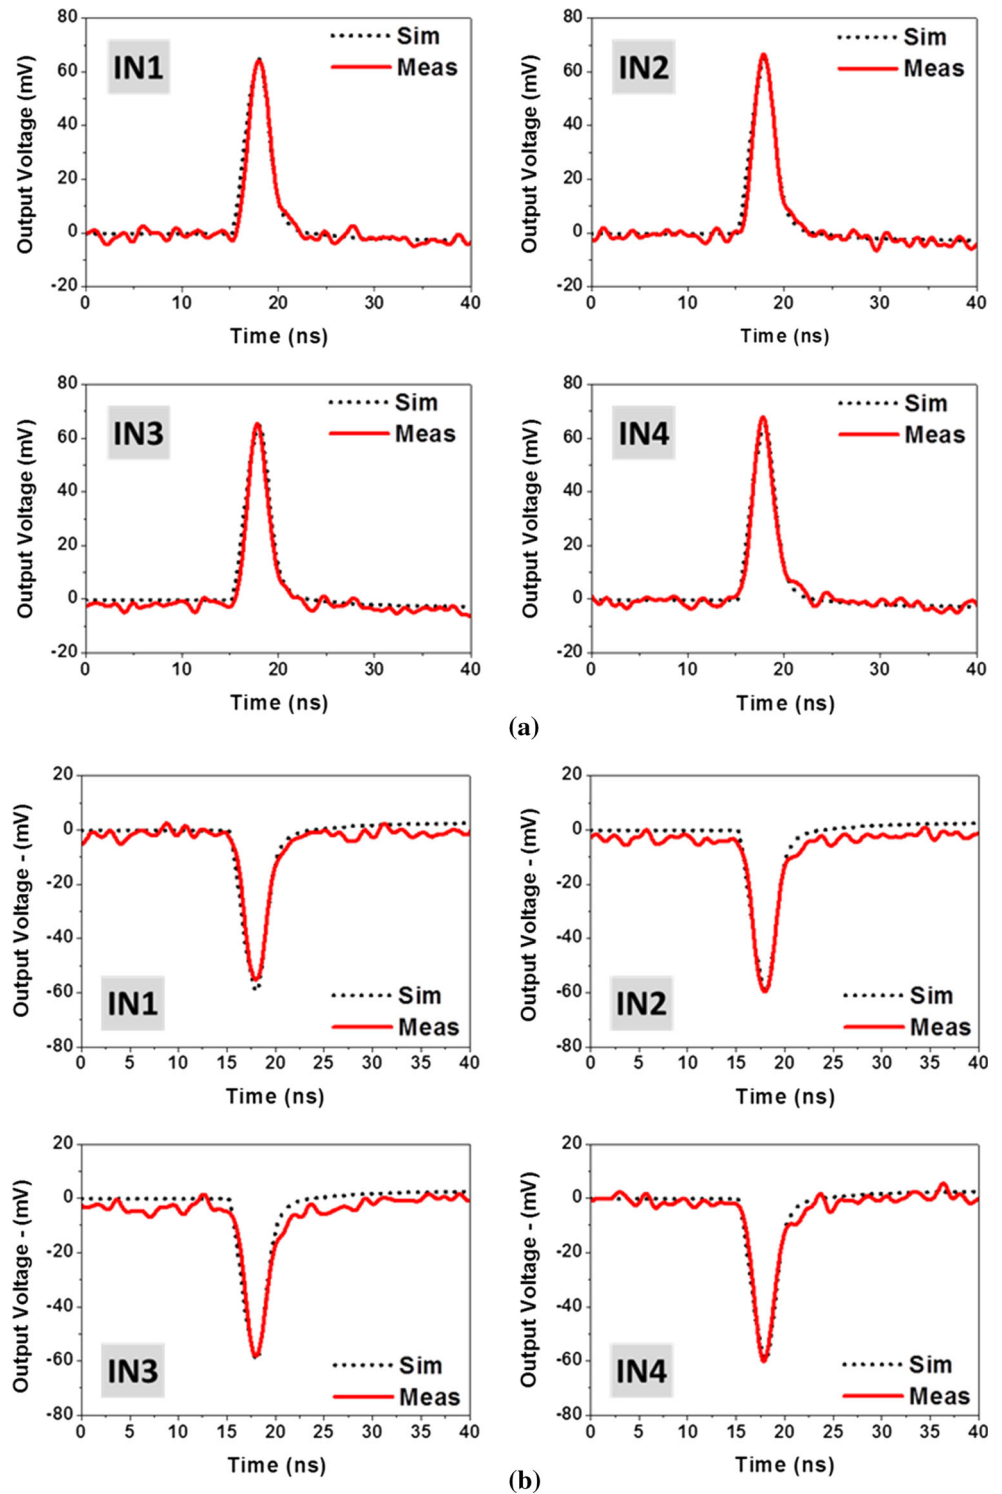 80
60
40
20
0
-20
Output Voltage (mV)
IN1
Sim
Meas
0 10 20 30 40
Time (ns)
80
60
40
20
0
-20
Output Voltage (mV)
IN2
Sim
Meas
0 10 20 30 40
Time (ns)
80
60
40
20
0
-20
Output Voltage (mV)
IN3
Sim
Meas
0 10 20 30 40
Time (ns)
80
60
40
20
0
-20
Output Voltage (mV)
IN4
Sim
Meas
0 10 20 30 40
Time (ns)
(a)
20
0
-20
-40
-60
-80
Output Voltage - (mV)
IN1
Sim
Meas
0 5 10 15 20 25 30 35 40
Time (ns)
20
0
-20
-40
-60
-80
Output Voltage - (mV)
IN2
Sim
Meas
0 5 10 15 20 25 30 35 40
Time (ns)
20
0
-20
-40
-60
-80
Output Voltage - (mV)
IN3
Sim
Meas
0 5 10 15 20 25 30 35 40
Time (ns)
20
0
-20
-40
-60
-80
Output Voltage - (mV)
IN4
Sim
Meas
0 5 10 15 20 25 30 35 40
Time (ns)
(b)